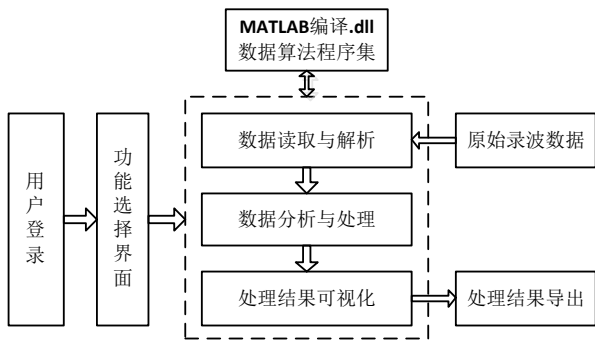 MATLAB编译.dll
数据算法程序集
用户登录
功能选择界面
数据读取与解析
原始录波数据
数据分析与处理
处理结果可视化
处理结果导出